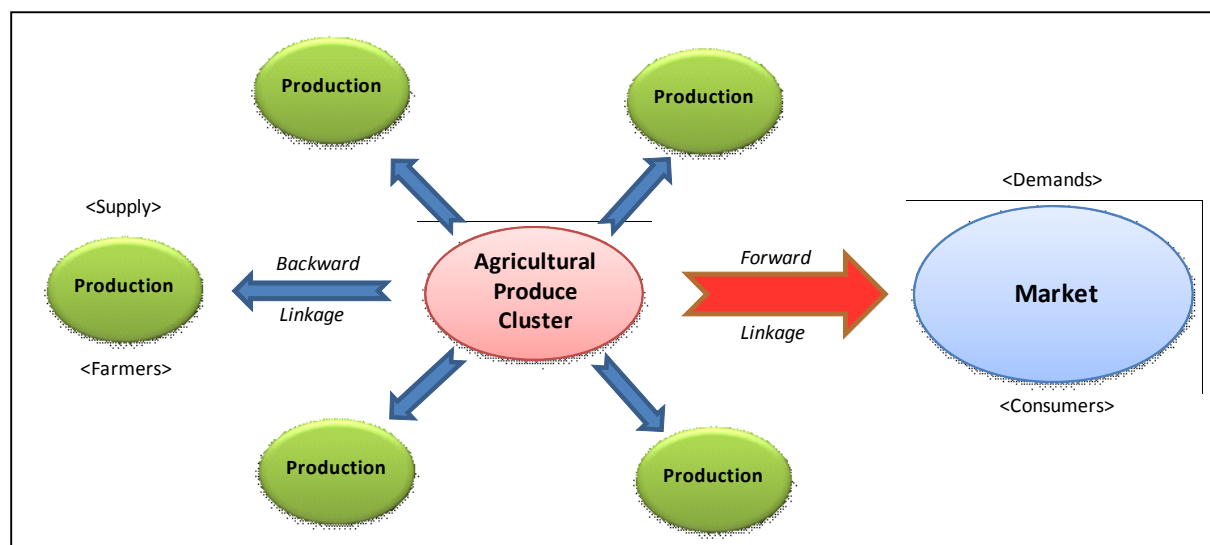 Production
Production
<Supply>
Production
<Farmers>
Backward
Linkage
Agricultural
Produce
Cluster
Forward
Linkage
<Demands>
Market
<Consumers>
Production
Production